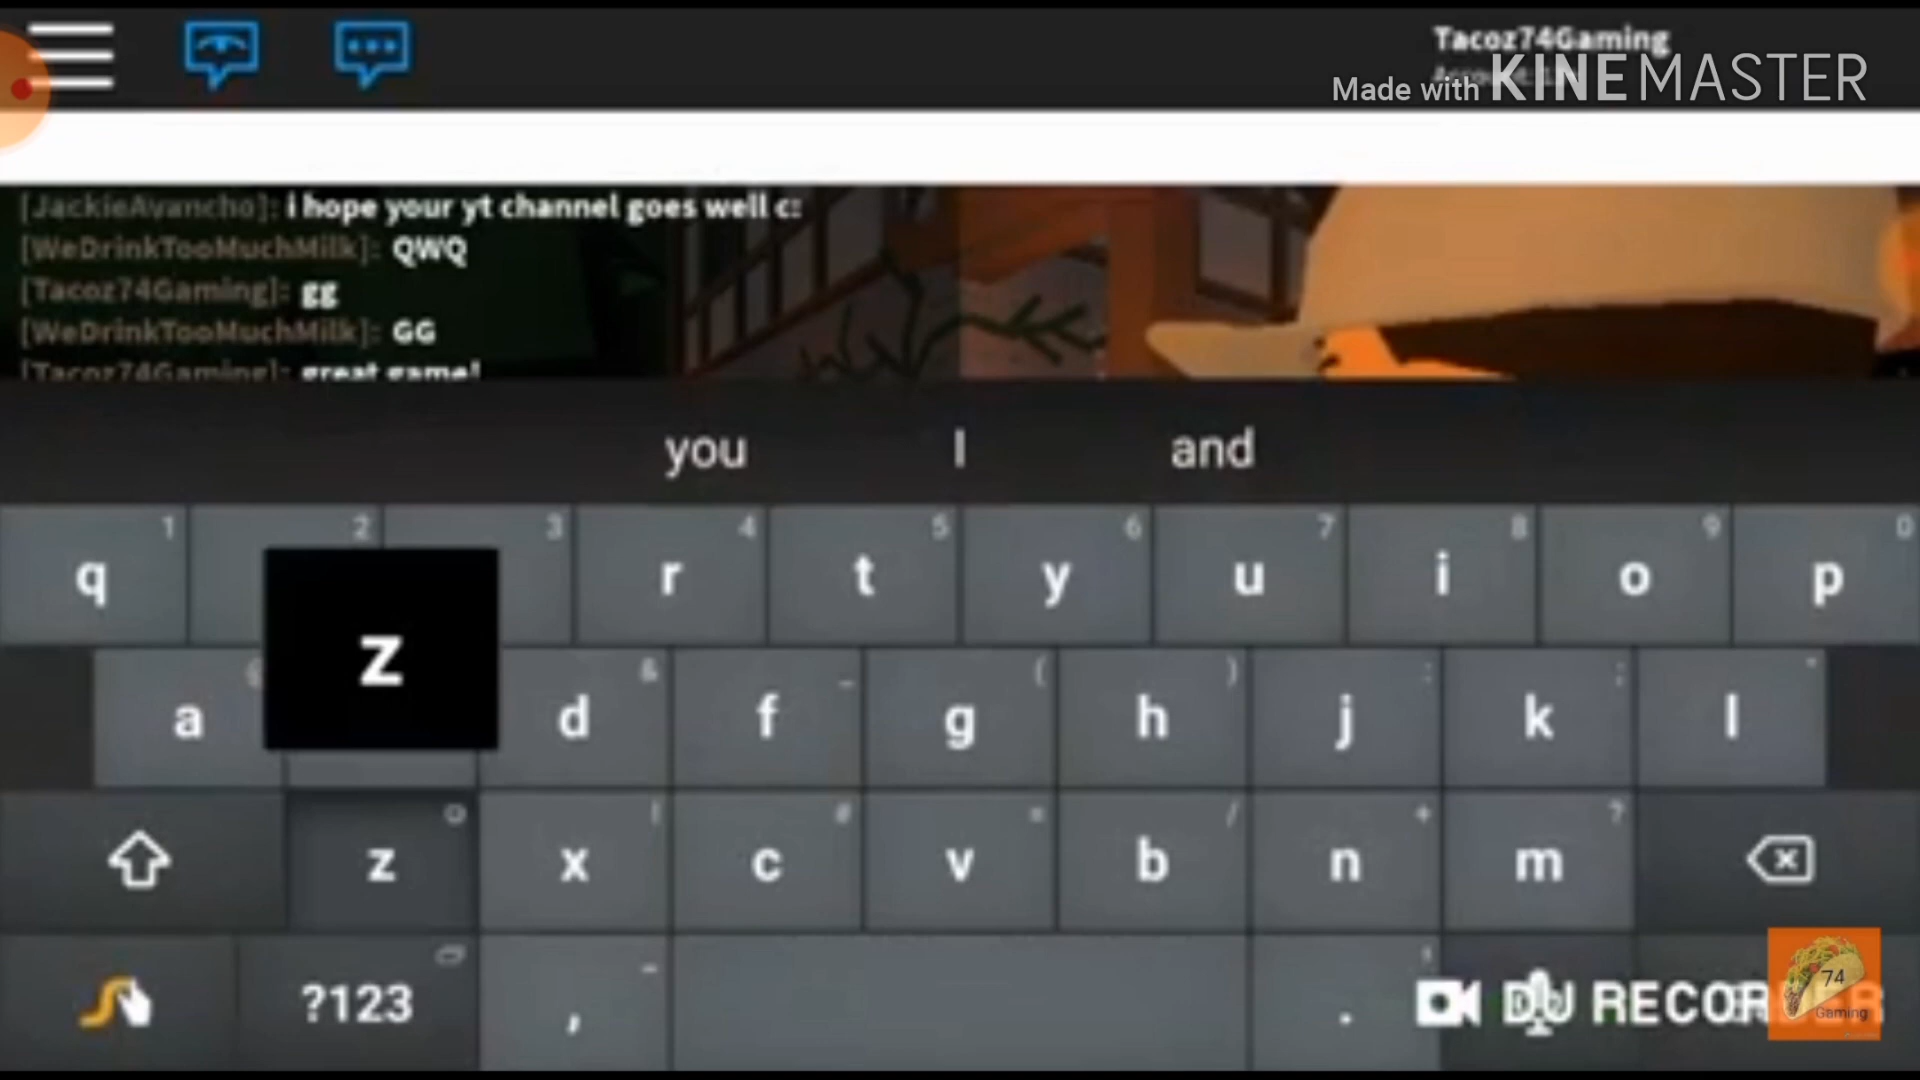 Tacoz74Gaming
Made with KINEMASTER
[JackieAvancho]: i hope your yt channel goes well c:
[WeDrinkTooMuchMilk]: QWQ
[Tacoz74Gaming]: gg
[WeDrinkTooMuchMilk]: GG
[Tacoz74Gaming]: great game!
you I and
1 2 3 4 5 6 7 8 9 0
q r t y u i o p
z
& _ ( ) : ; "
a d f g h j k l
! # = / + ?
z x c v b n m
?123 , .
DU RECORDER
74
Gaming